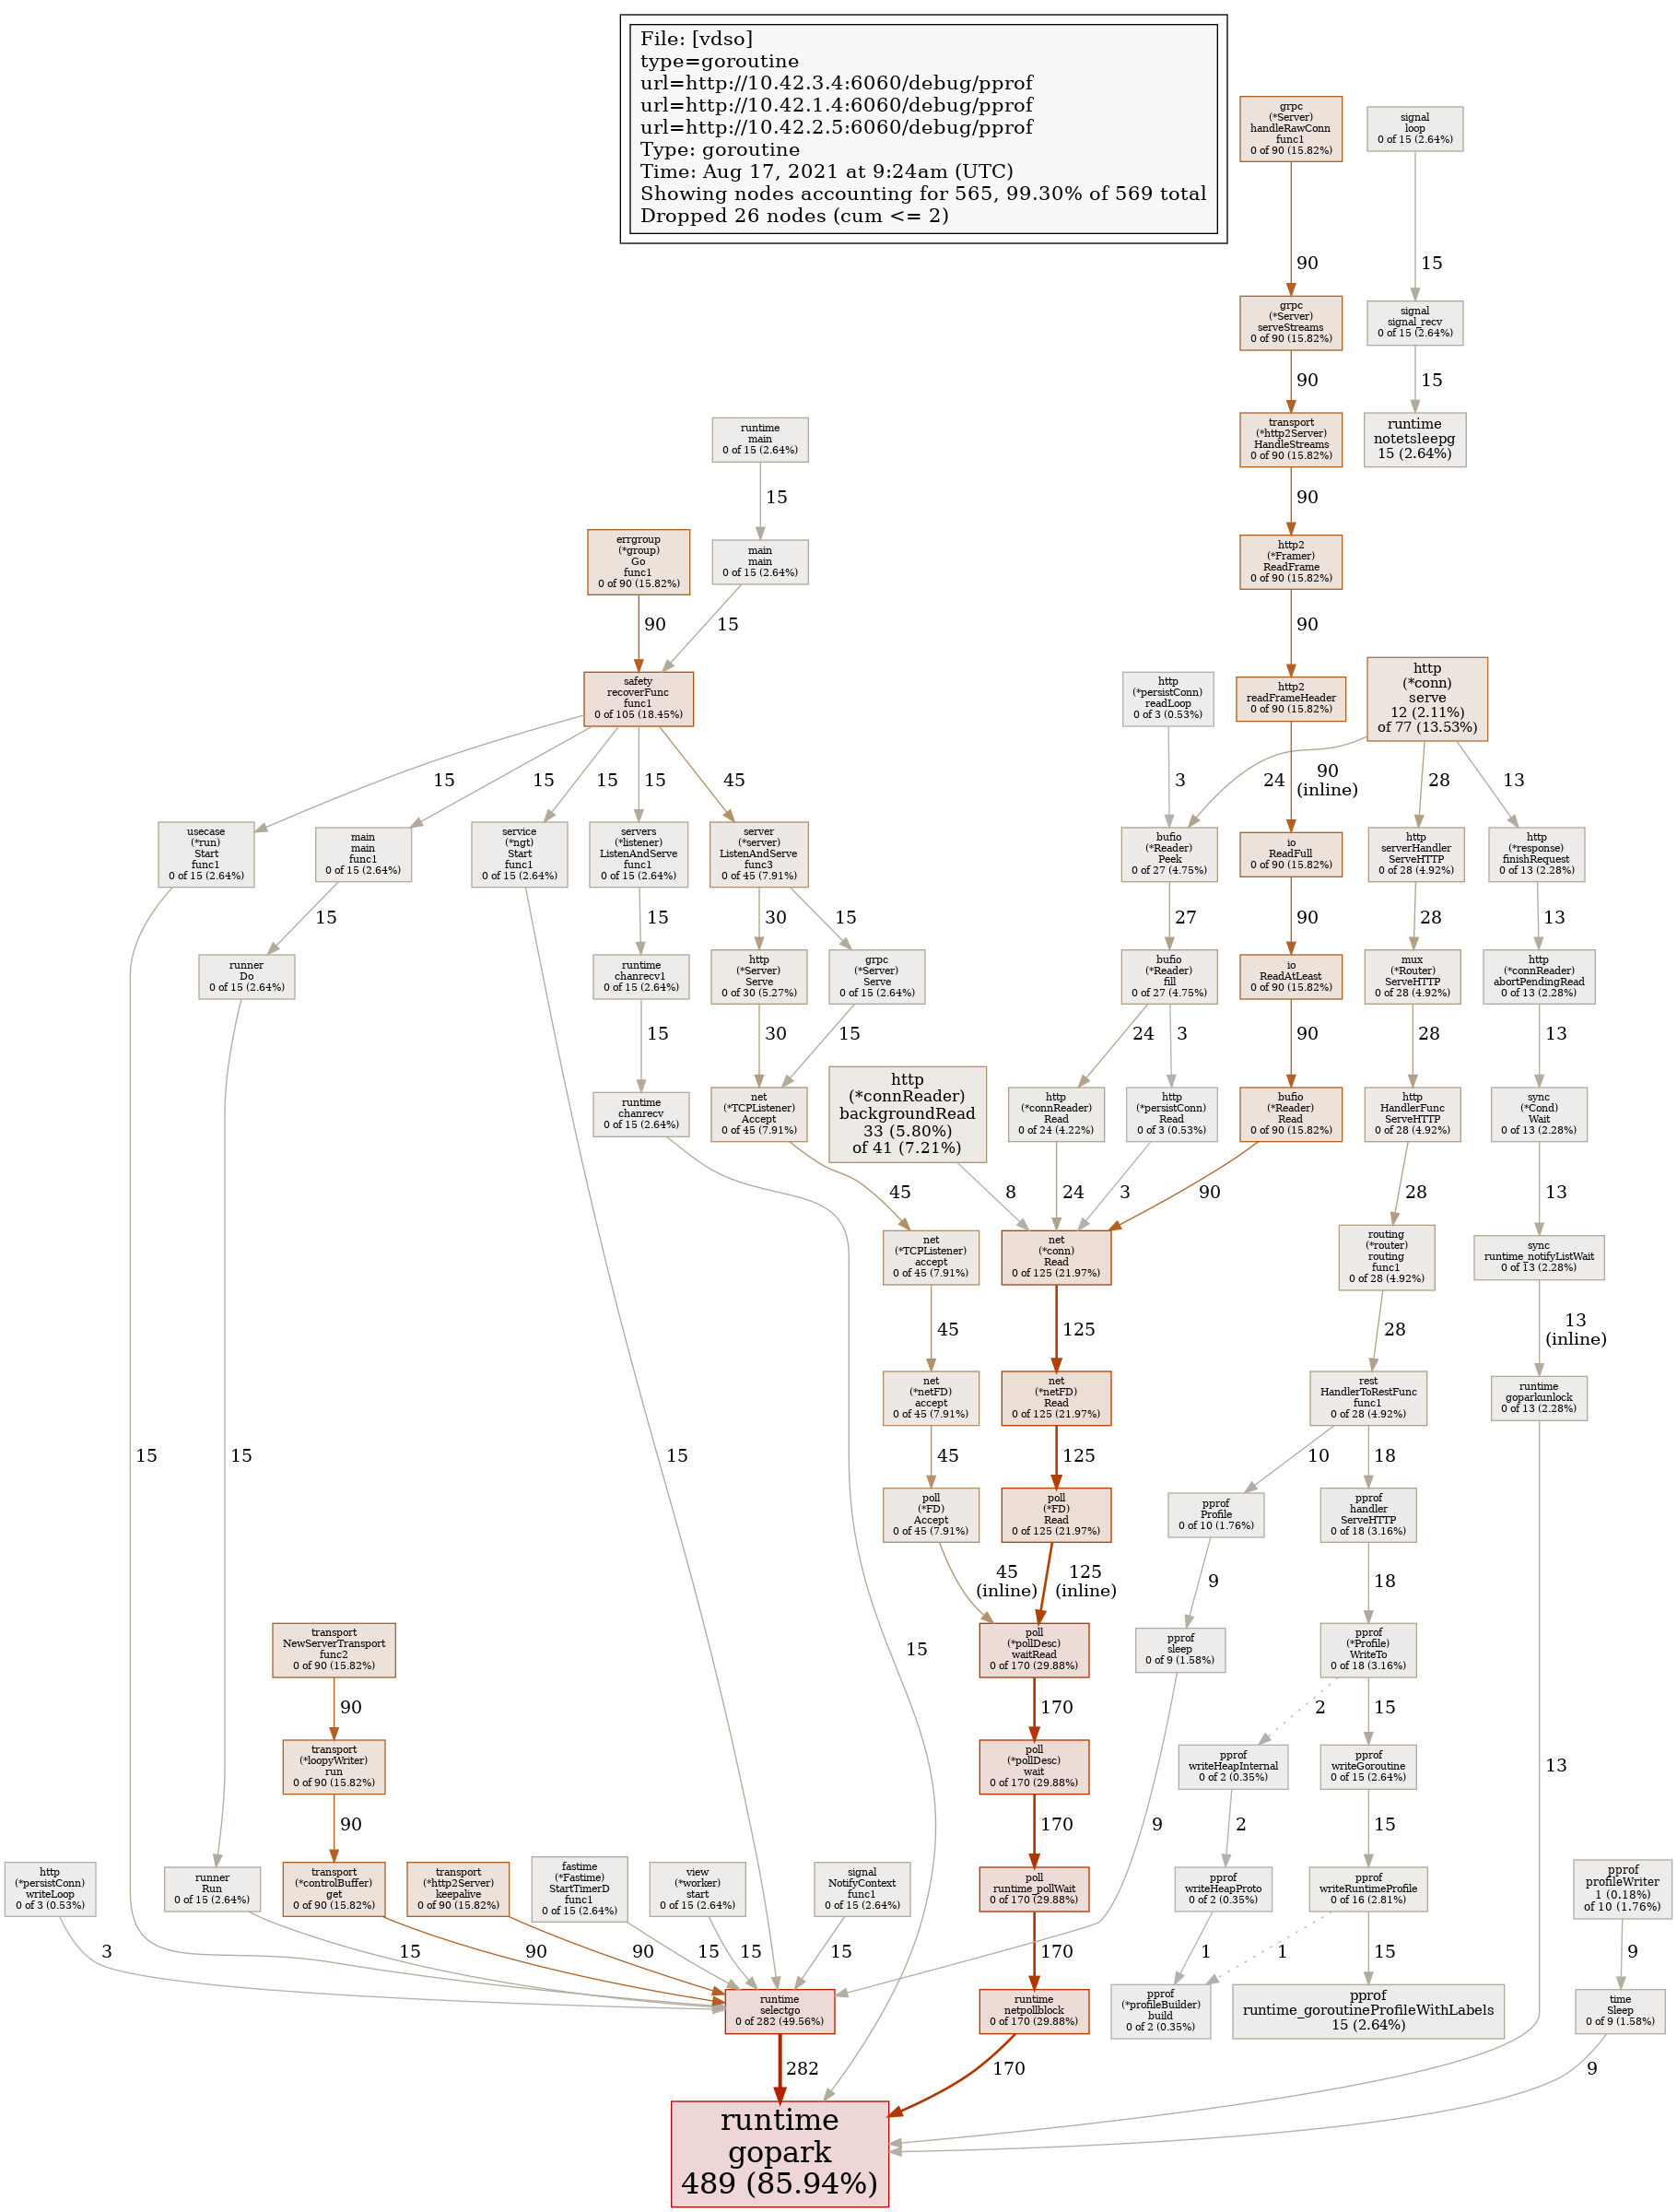 File: [vdso]
type=goroutine
url=http://10.42.3.4:6060/debug/pprof
url=http://10.42.1.4:6060/debug/pprof
url=http://10.42.2.5:6060/debug/pprof
Type: goroutine
Time: Aug 17, 2021 at 9:24am (UTC)
Showing nodes accounting for 565, 99.30% of 569 total
Dropped 26 nodes (cum <= 2)
grpc
(*Server)
handleRawConn
func1
0 of 90 (15.82%)
signal
loop
0 of 15 (2.64%)
90
15
grpc
(*Server)
serveStreams
0 of 90 (15.82%)
signal
signal_recv
0 of 15 (2.64%)
90
15
transport
(*http2Server)
HandleStreams
0 of 90 (15.82%)
runtime
notetsleepg
15 (2.64%)
runtime
main
0 of 15 (2.64%)
15
90
errgroup
(*group)
Go
func1
0 of 90 (15.82%)
main
main
0 of 15 (2.64%)
http2
(*Framer)
ReadFrame
0 of 90 (15.82%)
90
15
90
safety
recoverFunc
func1
0 of 105 (18.45%)
http
(*persistConn)
readLoop
0 of 3 (0.53%)
http2
readFrameHeader
0 of 90 (15.82%)
http
(*conn)
serve
12 (2.11%)
of 77 (13.53%)
15
15
15
15
45
3
24
90
(inline)
28
13
usecase
(*run)
Start
func1
0 of 15 (2.64%)
main
main
func1
0 of 15 (2.64%)
service
(*ngt)
Start
func1
0 of 15 (2.64%)
servers
(*listener)
ListenAndServe
func1
0 of 15 (2.64%)
server
(*server)
ListenAndServe
func3
0 of 45 (7.91%)
bufio
(*Reader)
Peek
0 of 27 (4.75%)
io
ReadFull
0 of 90 (15.82%)
http
serverHandler
ServeHTTP
0 of 28 (4.92%)
http
(*response)
finishRequest
0 of 13 (2.28%)
15
15
30
15
27
90
28
13
runner
Do
0 of 15 (2.64%)
runtime
chanrecv1
0 of 15 (2.64%)
http
(*Server)
Serve
0 of 30 (5.27%)
grpc
(*Server)
Serve
0 of 15 (2.64%)
bufio
(*Reader)
fill
0 of 27 (4.75%)
io
ReadAtLeast
0 of 90 (15.82%)
mux
(*Router)
ServeHTTP
0 of 28 (4.92%)
http
(*connReader)
abortPendingRead
0 of 13 (2.28%)
15
30
15
24
3
90
28
13
runtime
chanrecv
0 of 15 (2.64%)
net
(*TCPListener)
Accept
0 of 45 (7.91%)
http
(*connReader)
backgroundRead
33 (5.80%)
of 41 (7.21%)
http
(*connReader)
Read
0 of 24 (4.22%)
http
(*persistConn)
Read
0 of 3 (0.53%)
bufio
(*Reader)
Read
0 of 90 (15.82%)
http
HandlerFunc
ServeHTTP
0 of 28 (4.92%)
sync
(*Cond)
Wait
0 of 13 (2.28%)
45
8
24
3
90
28
13
net
(*TCPListener)
accept
0 of 45 (7.91%)
net
(*conn)
Read
0 of 125 (21.97%)
routing
(*router)
routing
func1
0 of 28 (4.92%)
sync
runtime_notifyListWait
0 of 13 (2.28%)
45
125
28
13
(inline)
net
(*netFD)
accept
0 of 45 (7.91%)
net
(*netFD)
Read
0 of 125 (21.97%)
rest
HandlerToRestFunc
func1
0 of 28 (4.92%)
runtime
goparkunlock
0 of 13 (2.28%)
15
15
15
45
125
10
18
poll
(*FD)
Accept
0 of 45 (7.91%)
poll
(*FD)
Read
0 of 125 (21.97%)
pprof
Profile
0 of 10 (1.76%)
pprof
handler
ServeHTTP
0 of 18 (3.16%)
45
(inline)
125
(inline)
9
18
transport
NewServerTransport
func2
0 of 90 (15.82%)
15
poll
(*pollDesc)
waitRead
0 of 170 (29.88%)
pprof
sleep
0 of 9 (1.58%)
pprof
(*Profile)
WriteTo
0 of 18 (3.16%)
90
170
2
15
transport
(*loopyWriter)
run
0 of 90 (15.82%)
poll
(*pollDesc)
wait
0 of 170 (29.88%)
pprof
writeHeapInternal
0 of 2 (0.35%)
pprof
writeGoroutine
0 of 15 (2.64%)
13
90
170
9
2
15
http
(*persistConn)
writeLoop
0 of 3 (0.53%)
runner
Run
0 of 15 (2.64%)
transport
(*controlBuffer)
get
0 of 90 (15.82%)
transport
(*http2Server)
keepalive
0 of 90 (15.82%)
fastime
(*Fastime)
StartTimerD
func1
0 of 15 (2.64%)
view
(*worker)
start
0 of 15 (2.64%)
signal
NotifyContext
func1
0 of 15 (2.64%)
poll
runtime_pollWait
0 of 170 (29.88%)
pprof
writeHeapProto
0 of 2 (0.35%)
pprof
writeRuntimeProfile
0 of 16 (2.81%)
pprof
profileWriter
1 (0.18%)
of 10 (1.76%)
3
15
90
90
15
15
15
170
1
1
15
9
runtime
selectgo
0 of 282 (49.56%)
runtime
netpollblock
0 of 170 (29.88%)
pprof
(*profileBuilder)
build
0 of 2 (0.35%)
pprof
runtime_goroutineProfileWithLabels
15 (2.64%)
time
Sleep
0 of 9 (1.58%)
282
170
9
runtime
gopark
489 (85.94%)